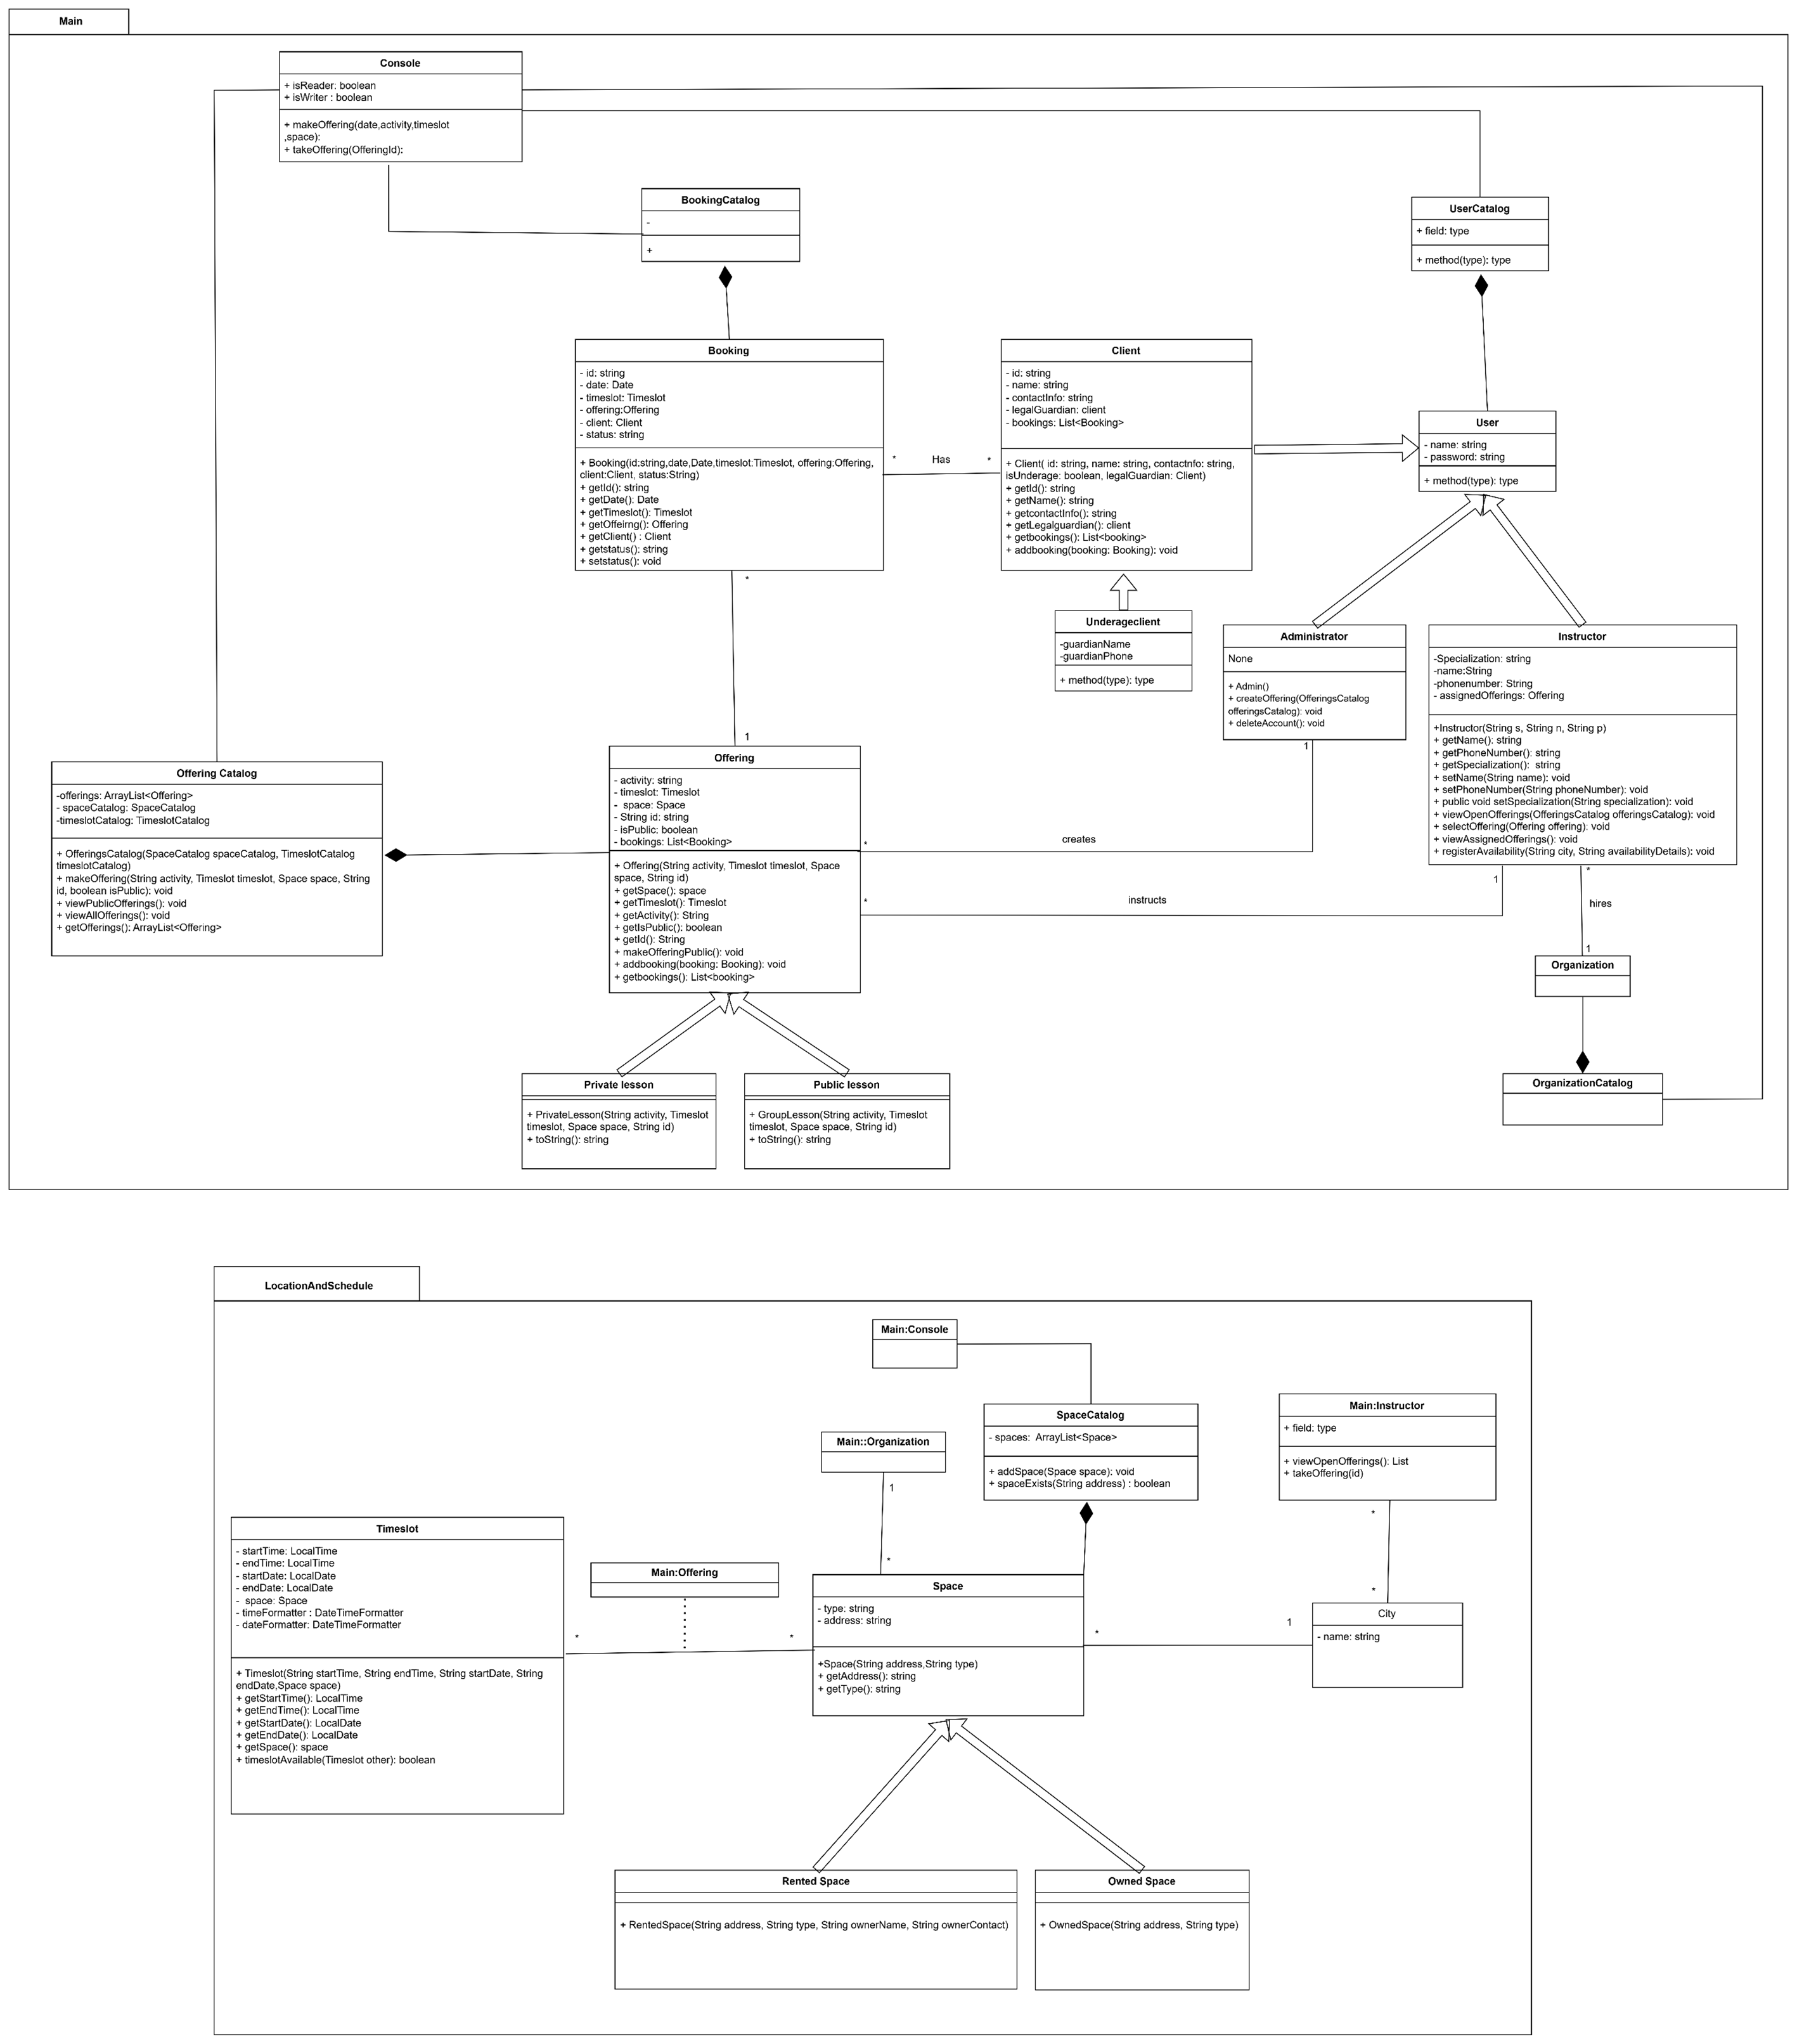 Main
Console
+ isReader: boolean
+ isWriter : boolean
+ makeOffering(date,activity,timeslot
,space):
+ takeOffering(OfferingId):
BookingCatalog
-
+
UserCatalog
+ field: type
+ method(type): type
Booking
- id: string
- date: Date
- timeslot: Timeslot
- offering:Offering
- client: Client
- status: string
+ Booking(id:string,date,Date,timeslot:Timeslot, offering:Offering,
client:Client, status:String)
+ getId(): string
+ getDate(): Date
+ getTimeslot(): Timeslot
+ getOffeirng(): Offering
+ getClient() : Client
+ getstatus(): string
+ setstatus(): void
* Has *
Client
- id: string
- name: string
- contactInfo: string
- legalGuardian: client
- bookings: List<Booking>
+ Client( id: string, name: string, contactnfo: string,
isUnderage: boolean, legalGuardian: Client)
+ getId(): string
+ getName(): string
+ getcontactInfo(): string
+ getLegalguardian(): client
+ getbookings(): List<booking>
+ addbooking(booking: Booking): void
User
- name: string
- password: string
+ method(type): type
Underageclient
-guardianName
-guardianPhone
+ method(type): type
Administrator
None
+ Admin()
+ createOffering(OfferingsCatalog
offeringsCatalog): void
+ deleteAccount(): void
Instructor
-Specialization: string
-name:String
-phonenumber: String
- assignedOfferings: Offering
+Instructor(String s, String n, String p)
+ getName(): string
+ getPhoneNumber(): string
+ getSpecialization(): string
+ setName(String name): void
+ setPhoneNumber(String phoneNumber): void
+ public void setSpecialization(String specialization): void
+ viewOpenOfferings(OfferingsCatalog offeringsCatalog): void
+ selectOffering(Offering offering): void
+ viewAssignedOfferings(): void
+ registerAvailability(String city, String availabilityDetails): void
*
1
Offering Catalog
-offerings: ArrayList<Offering>
- spaceCatalog: SpaceCatalog
-timeslotCatalog: TimeslotCatalog
+ OfferingsCatalog(SpaceCatalog spaceCatalog, TimeslotCatalog
timeslotCatalog)
+ makeOffering(String activity, Timeslot timeslot, Space space, String
id, boolean isPublic): void
+ viewPublicOfferings(): void
+ viewAllOfferings(): void
+ getOfferings(): ArrayList<Offering>
Offering
- activity: string
- timeslot: Timeslot
- space: Space
- String id: string
- isPublic: boolean
- bookings: List<Booking>
+ Offering(String activity, Timeslot timeslot, Space
space, String id)
+ getSpace(): space
+ getTimeslot(): Timeslot
+ getActivity(): String
+ getIsPublic(): boolean
+ getId(): String
+ makeOfferingPublic(): void
+ addbooking(booking: Booking): void
+ getbookings(): List<booking>
1
* creates
* instructs 1
*
hires
1
Organization
OrganizationCatalog
Private lesson
+ PrivateLesson(String activity, Timeslot
timeslot, Space space, String id)
+ toString(): string
Public lesson
+ GroupLesson(String activity, Timeslot
timeslot, Space space, String id)
+ toString(): string
LocationAndSchedule
Main:Console
SpaceCatalog
- spaces: ArrayList<Space>
+ addSpace(Space space): void
+ spaceExists(String address) : boolean
Main:Instructor
+ field: type
+ viewOpenOfferings(): List
+ takeOffering(id)
Main::Organization
1
*
*
*
Timeslot
- startTime: LocalTime
- endTime: LocalTime
- startDate: LocalDate
- endDate: LocalDate
- space: Space
- timeFormatter : DateTimeFormatter
- dateFormatter: DateTimeFormatter
+ Timeslot(String startTime, String endTime, String startDate, String
endDate,Space space)
+ getStartTime(): LocalTime
+ getEndTime(): LocalTime
+ getStartDate(): LocalDate
+ getEndDate(): LocalDate
+ getSpace(): space
+ timeslotAvailable(Timeslot other): boolean
Main:Offering
* *
Space
- type: string
- address: string
+Space(String address,String type)
+ getAddress(): string
+ getType(): string
* 1
City
- name: string
Rented Space
+ RentedSpace(String address, String type, String ownerName, String ownerContact)
Owned Space
+ OwnedSpace(String address, String type)